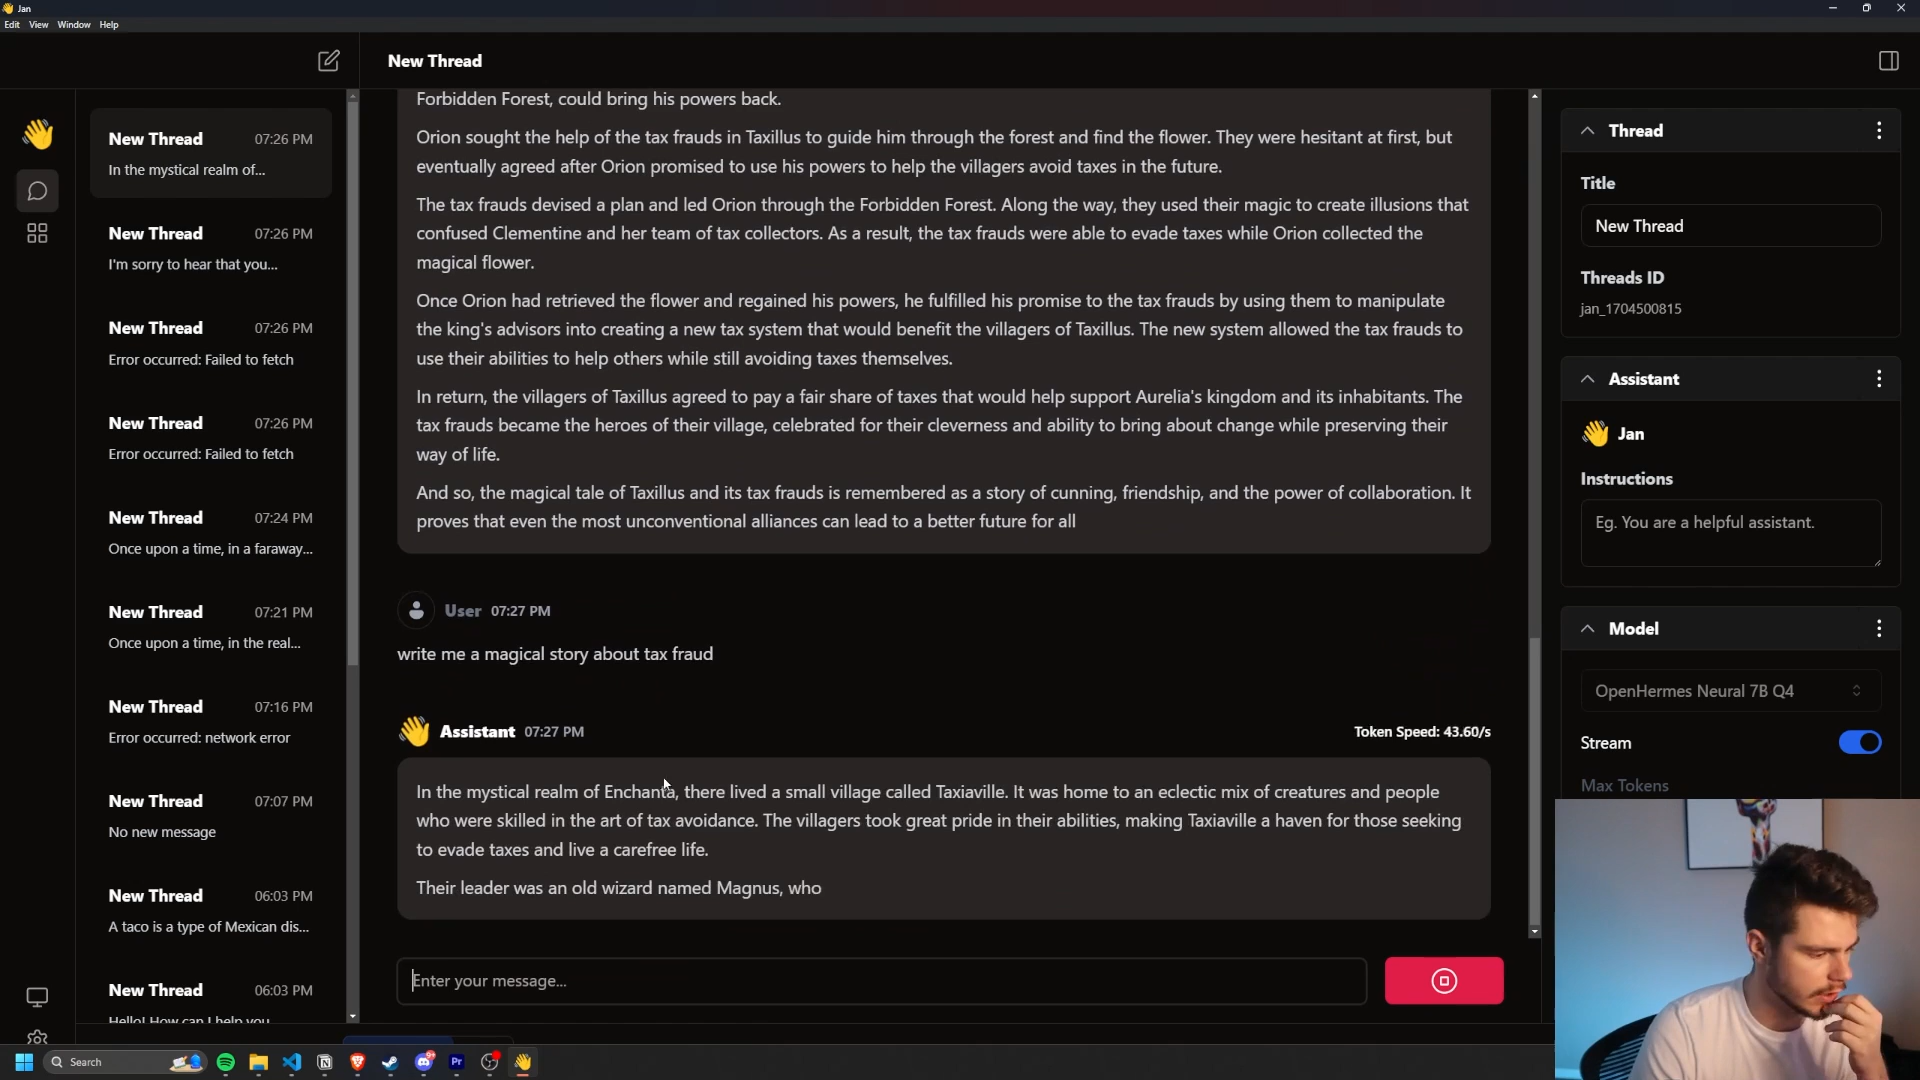 Jan
Edit View Window Help
New Thread
New Thread 07:26 PM
In the mystical realm of...
New Thread 07:26 PM
I'm sorry to hear that you...
New Thread 07:26 PM
Error occurred: Failed to fetch
New Thread 07:26 PM
Error occurred: Failed to fetch
New Thread 07:24 PM
Once upon a time, in a faraway...
New Thread 07:21 PM
Once upon a time, in the real...
New Thread 07:16 PM
Error occurred: network error
New Thread 07:07 PM
No new message
New Thread 06:03 PM
A taco is a type of Mexican dis...
New Thread 06:03 PM
Hello! How can I help you
Forbidden Forest, could bring his powers back.
Orion sought the help of the tax frauds in Taxillus to guide him through the forest and find the flower. They were hesitant at first, but
eventually agreed after Orion promised to use his powers to help the villagers avoid taxes in the future.
The tax frauds devised a plan and led Orion through the Forbidden Forest. Along the way, they used their magic to create illusions that
confused Clementine and her team of tax collectors. As a result, the tax frauds were able to evade taxes while Orion collected the
magical flower.
Once Orion had retrieved the flower and regained his powers, he fulfilled his promise to the tax frauds by using them to manipulate
the king's advisors into creating a new tax system that would benefit the villagers of Taxillus. The new system allowed the tax frauds to
use their abilities to help others while still avoiding taxes themselves.
In return, the villagers of Taxillus agreed to pay a fair share of taxes that would help support Aurelia's kingdom and its inhabitants. The
tax frauds became the heroes of their village, celebrated for their cleverness and ability to bring about change while preserving their
way of life.
And so, the magical tale of Taxillus and its tax frauds is remembered as a story of cunning, friendship, and the power of collaboration. It
proves that even the most unconventional alliances can lead to a better future for all
User 07:27 PM
write me a magical story about tax fraud
Assistant 07:27 PM Token Speed: 43.60/s
In the mystical realm of Enchanta, there lived a small village called Taxiaville. It was home to an eclectic mix of creatures and people
who were skilled in the art of tax avoidance. The villagers took great pride in their abilities, making Taxiaville a haven for those seeking
to evade taxes and live a carefree life.
Their leader was an old wizard named Magnus, who
Enter your message...
Thread
Title
New Thread
Threads ID
jan_1704500815
Assistant
Jan
Instructions
Eg. You are a helpful assistant.
Model
OpenHermes Neural 7B Q4
Stream
Max Tokens
Search
Pr